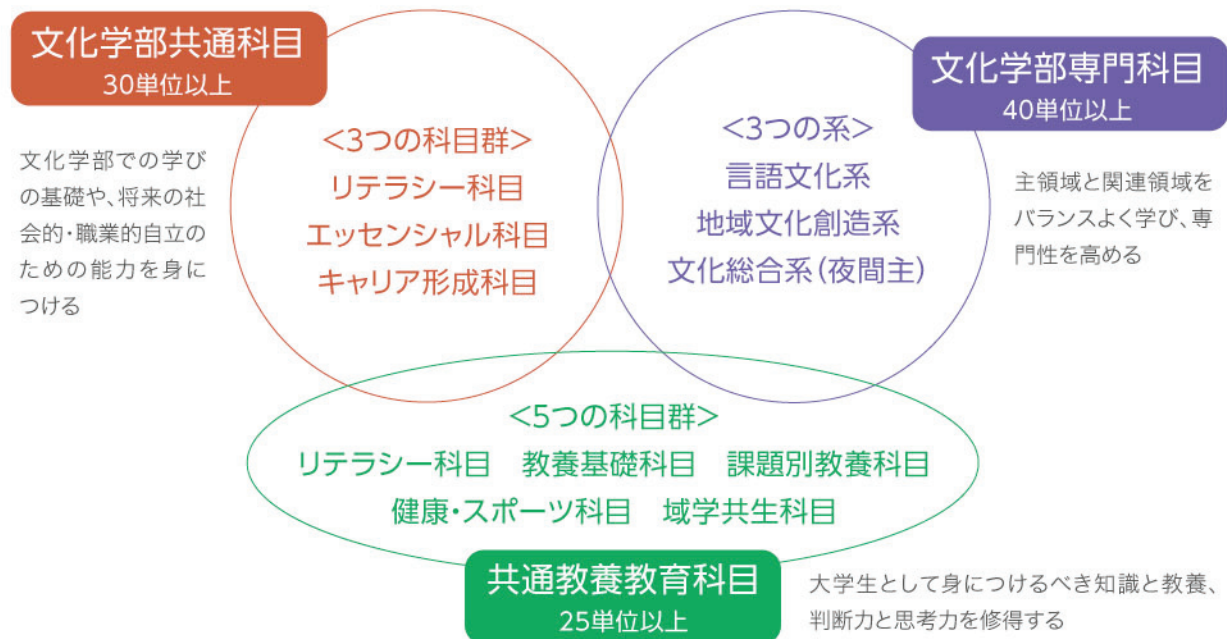 文化学部共通科目
30単位以上
文化学部での学び
の基礎や、将来の社
会的・職業的自立の
ための能力を身に
つける
<3つの科目群>
リテラシー科目
エッセンシャル科目
キャリア形成科目
文化学部専門科目
40単位以上
<3つの系>
言語文化系
地域文化創造系
文化総合系(夜間主)
主領域と関連領域を
バランスよく学び、専
門性を高める
<5つの科目群>
リテラシー科目 教養基礎科目 課題別教養科目
健康・スポーツ科目 域学共生科目
共通教養教育科目
25単位以上
大学生として身につけるべき知識と教養、
判断力と思考力を修得する